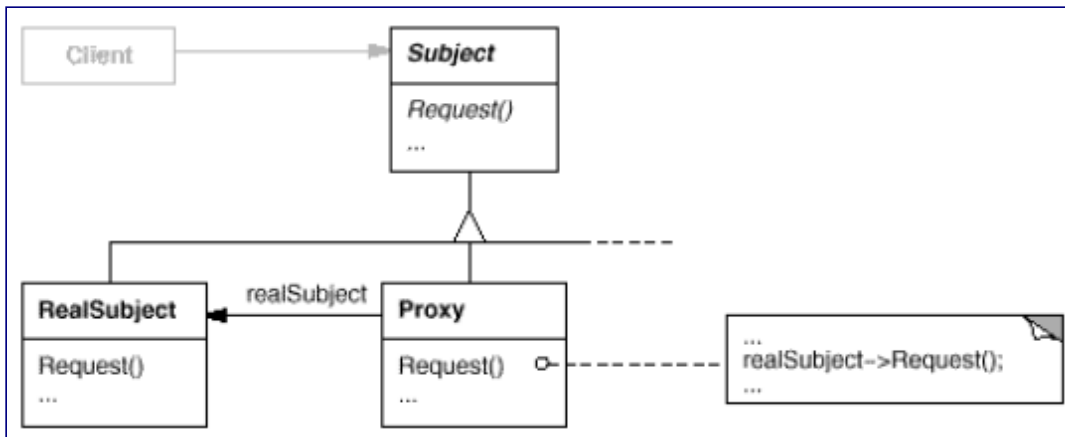 Client
Subject
Request()
...
RealSubject
Request()
...
realSubject
Proxy
Request()
...
...
realSubject->Request();
...